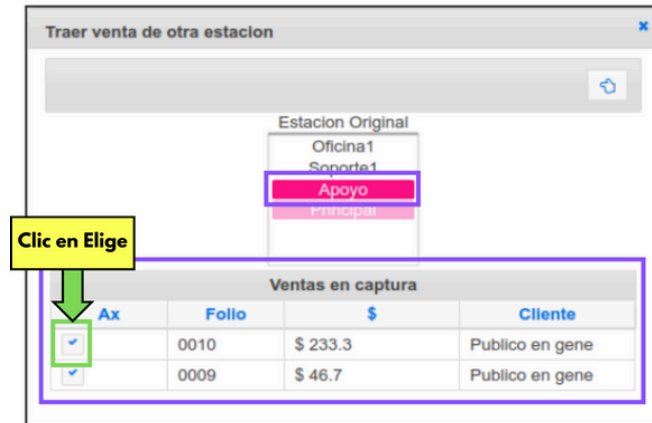 Traer venta de otra estacion
Estacion Original
Oficina1
Soporte1
Apoyo
Principal
Clic en Elige
Ventas en captura
Ax Folio $ Cliente
0010 $ 233.3 Publico en gene
0009 $ 46.7 Publico en gene